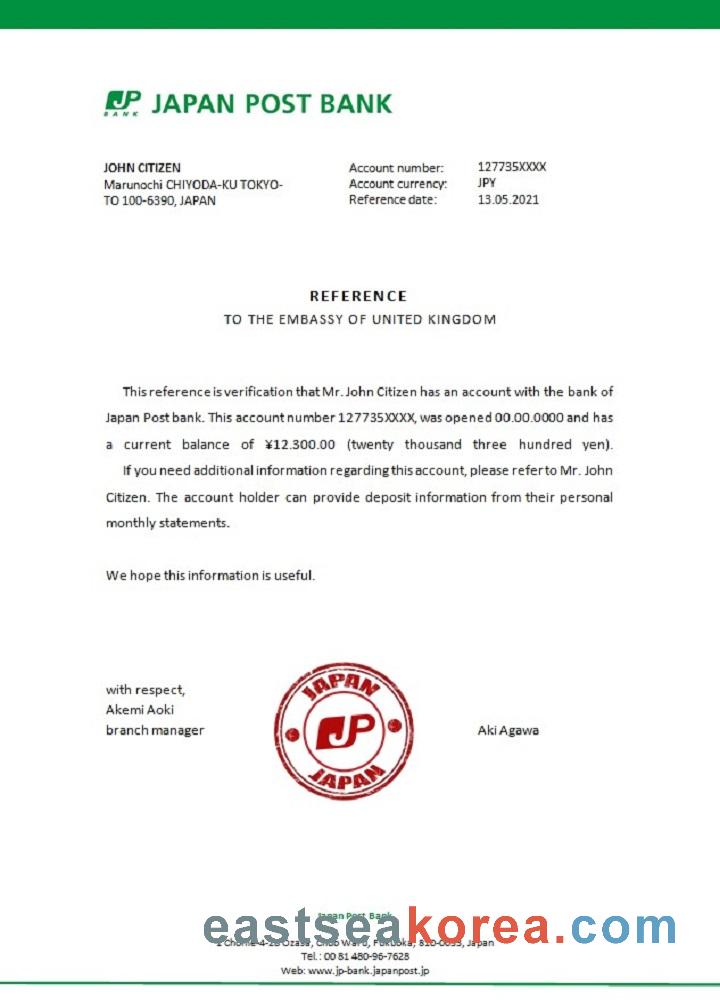 JP BANK JAPAN POST BANK
JOHN CITIZEN
Marunochi CHIYODA-KU TOKYO-
TO 100-6390, JAPAN
Account number: 127735XXXX
Account currency: JPY
Reference date: 13.05.2021
REFERENCE
TO THE EMBASSY OF UNITED KINGDOM
This reference is verification that Mr. John Citizen has an account with the bank of
Japan Post bank. This account number 127735XXXX, was opened 00.00.0000 and has
a current balance of ¥12.300.00 (twenty thousand three hundred yen).
If you need additional information regarding this account, please refer to Mr. John
Citizen. The account holder can provide deposit information from their personal
monthly statements.
We hope this information is useful.
with respect,
Akemi Aoki
branch manager
JAPAN
JP
JAPAN
Aki Agawa
Japan Post Bank
eastseakorea.com
Ozasa, Chuo Ward, Fukuoka, 810-0033, Japan
Tel.: 00 81 480-96-7628
Web: www.jp-bank.japanpost.jp